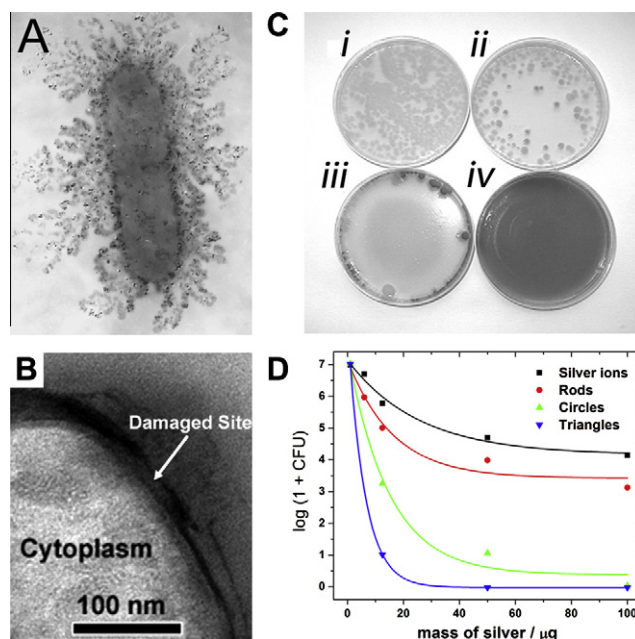 A
B
Damaged Site
Cytoplasm
100 nm
C
i
ii
iii
iv
D
log (1 + CFU)
7
6
5
4
3
2
1
0
Silver ions
Rods
Circles
Triangles
0 20 40 60 80 100
mass of silver / µg